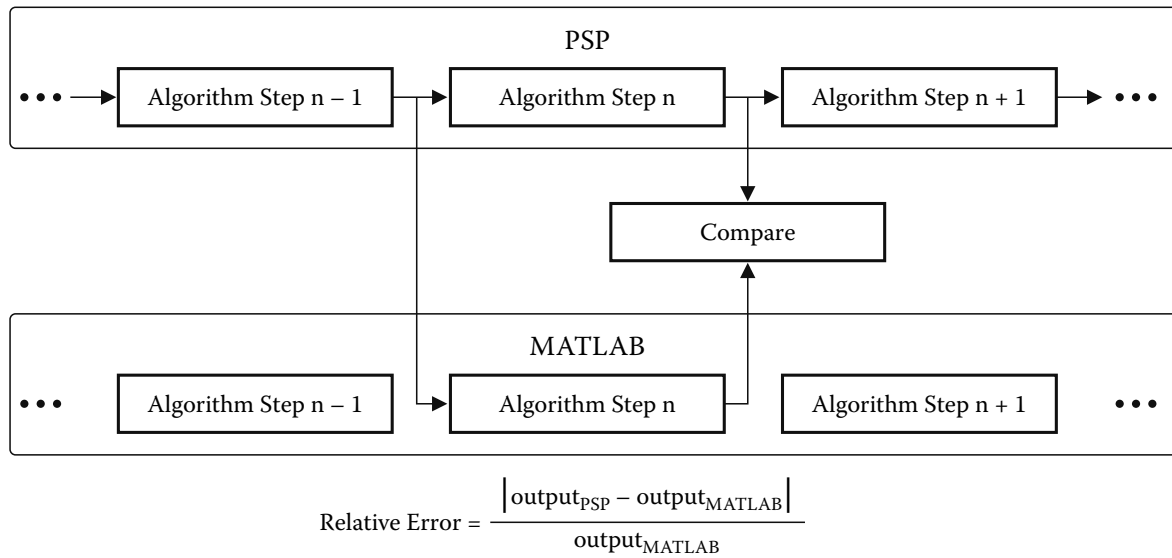 PSP
••• Algorithm Step n – 1 Algorithm Step n Algorithm Step n + 1 •••
Compare
MATLAB
••• Algorithm Step n – 1 Algorithm Step n Algorithm Step n + 1 •••
|output_PSP – output_MATLAB|
Relative Error =
output_MATLAB